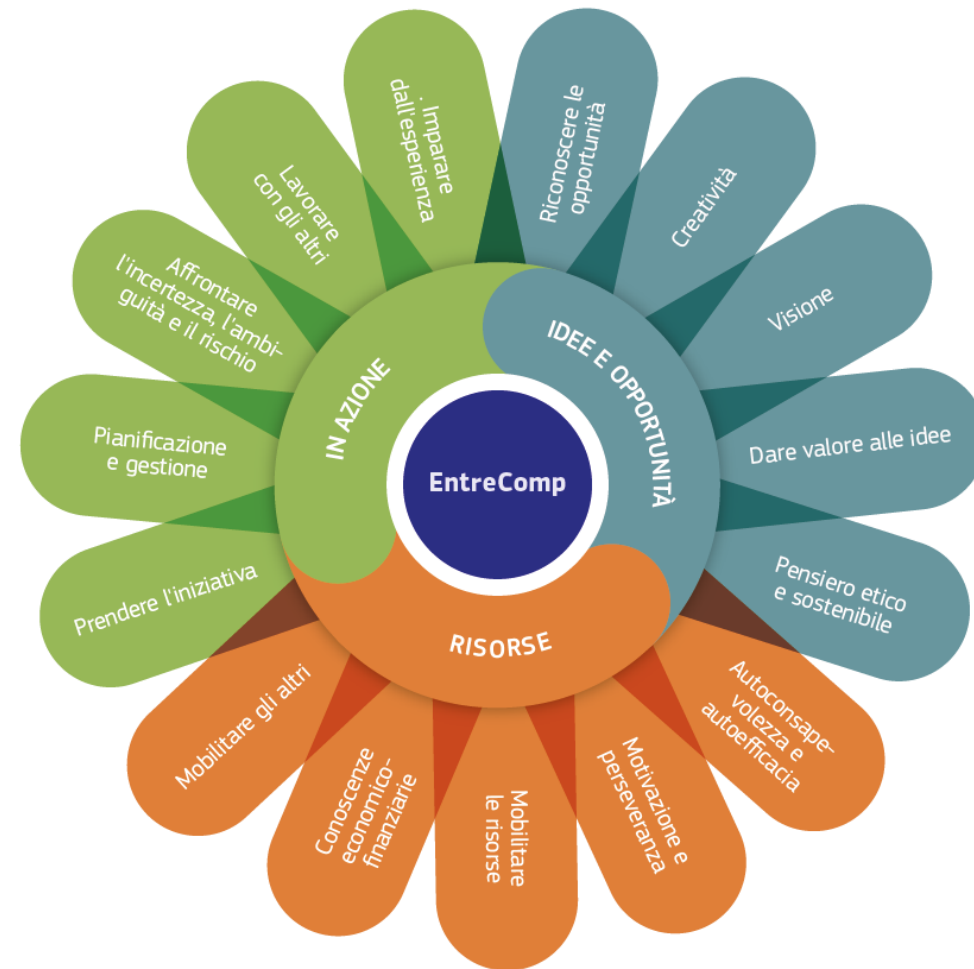 EntreComp
IDEE E OPPORTUNITÀ
Riconoscere le
opportunità
Creatività
Visione
Dare valore alle idee
Pensiero etico
e sostenibile
RISORSE
Autoconsape-
volezza e
autoefficacia
Motivazione e
perseveranza
Mobilitare
le risorse
Conoscenze
economico-
finanziarie
Mobilitare gli altri
IN AZIONE
Prendere l'iniziativa
Pianificazione
e gestione
Affrontare
l'incertezza, l'ambi-
guità e il rischio
Lavorare
con gli altri
. Imparare
dall'esperienza